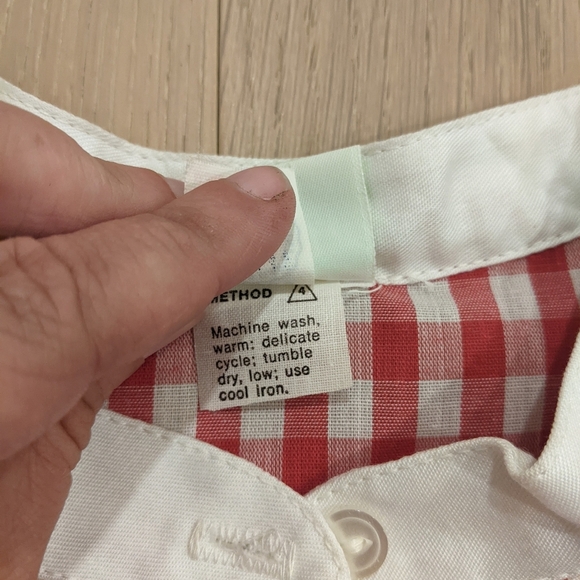 METHOD 4
Machine wash,
warm: delicate
cycle; tumble
dry, low; use
cool iron.